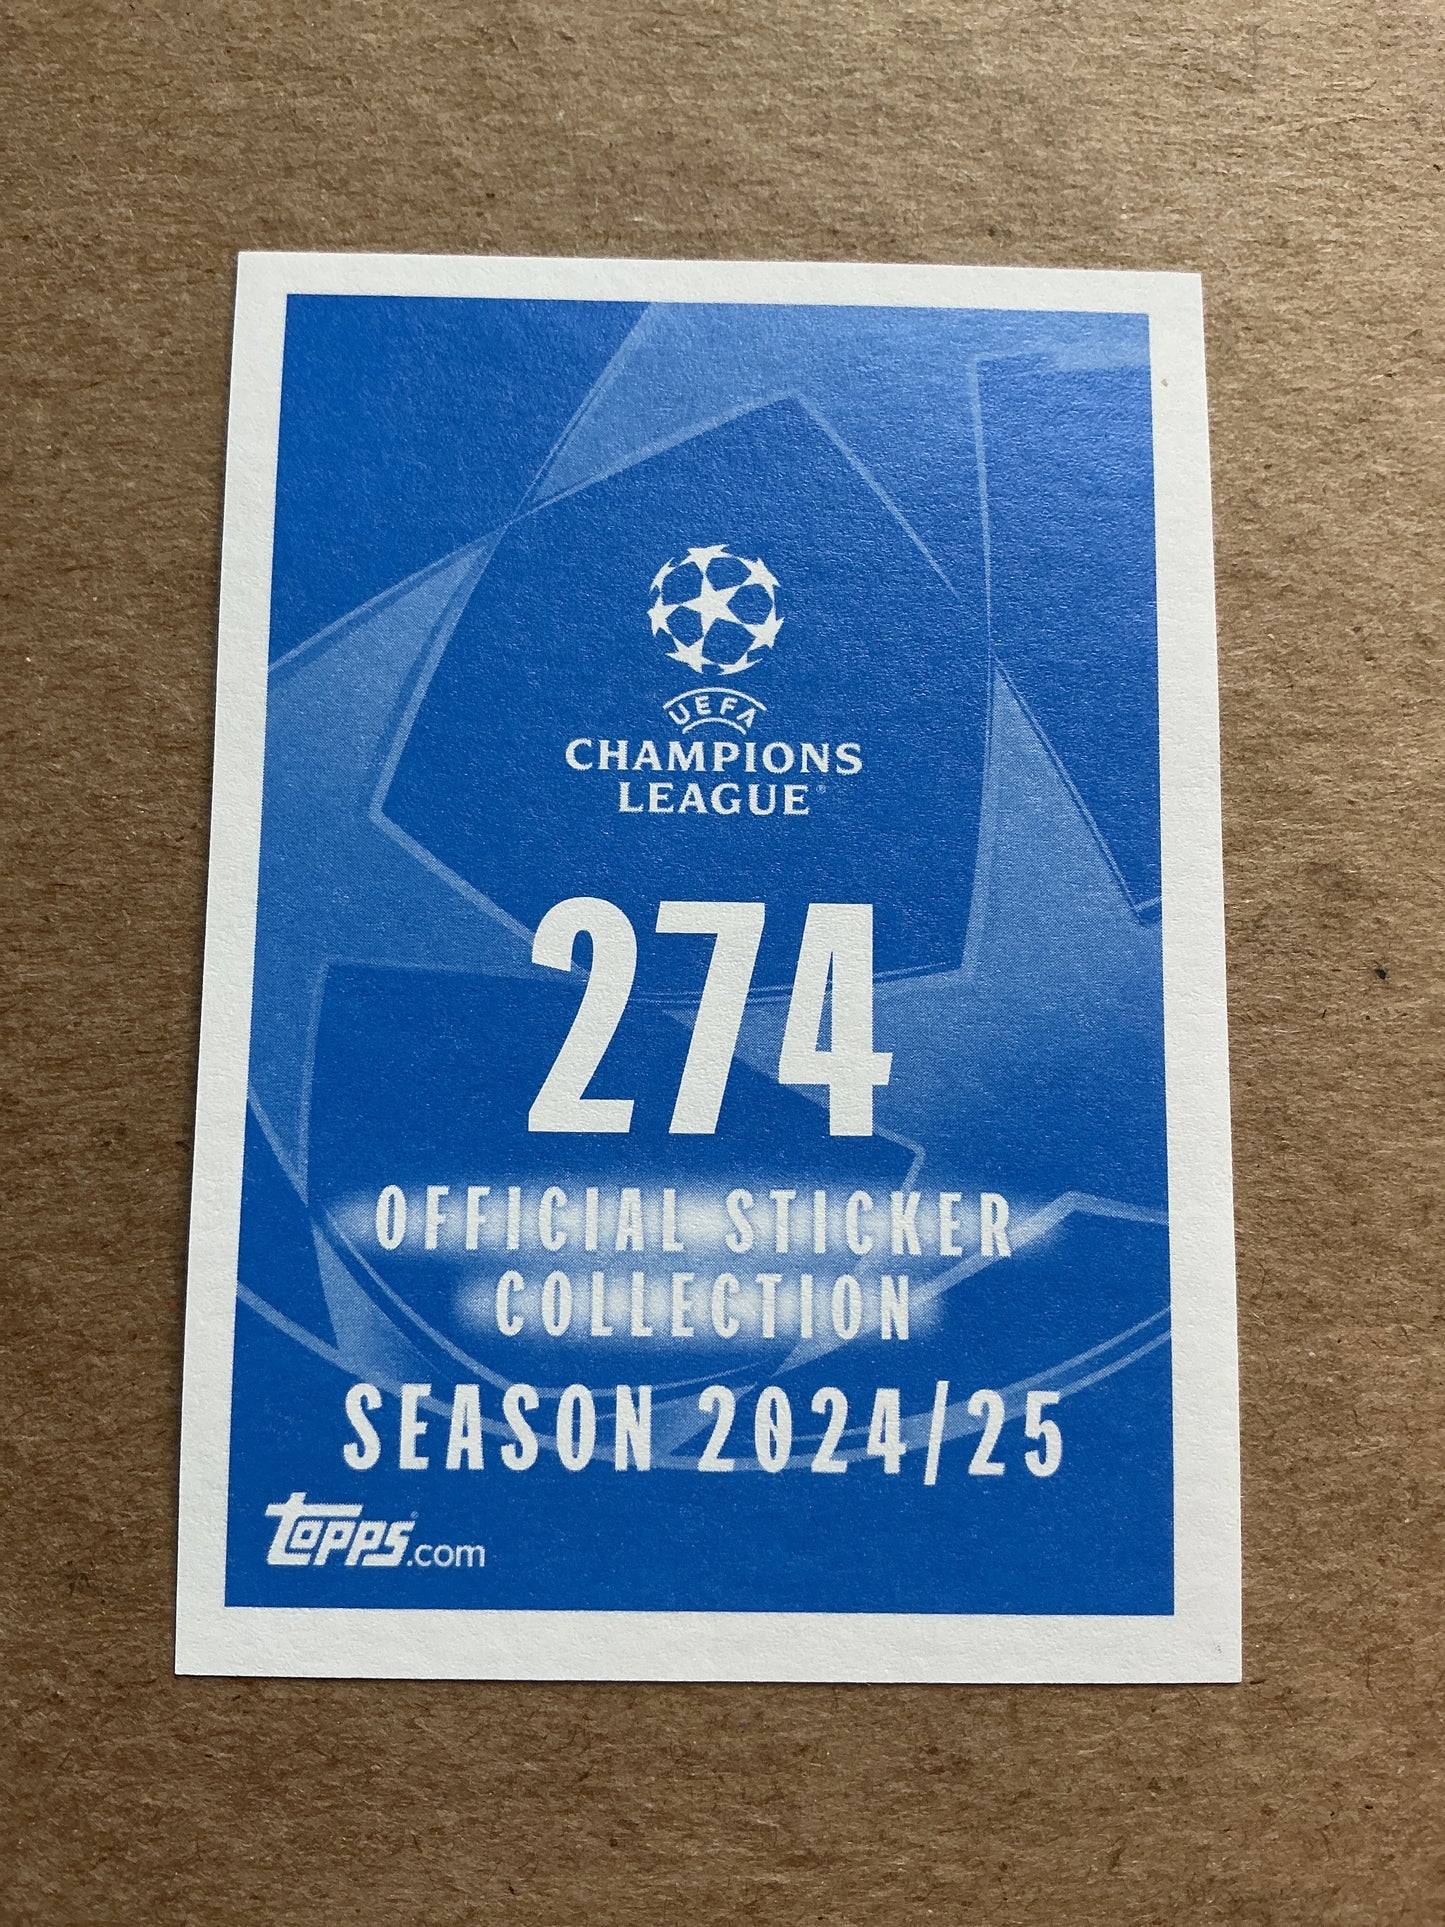 UEFA
CHAMPIONS
LEAGUE®
274
OFFICIAL STICKER
COLLECTION
SEASON 2024/25
topps®.com